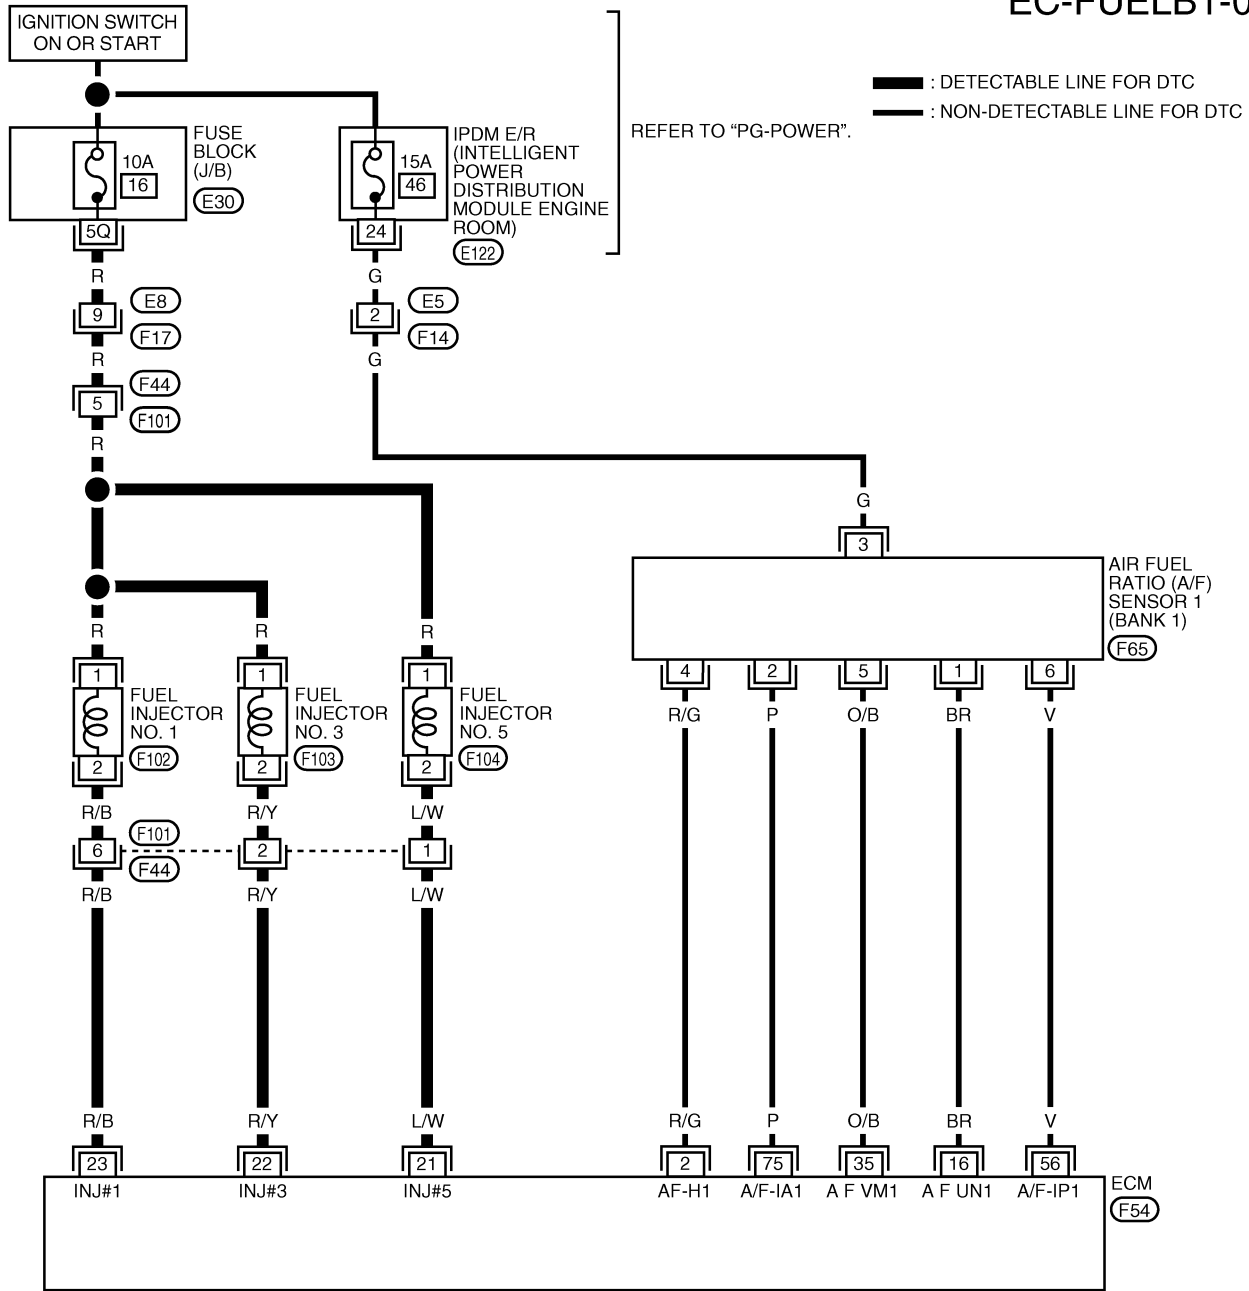 EC-FUELB1-0
IGNITION SWITCH
ON OR START
: DETECTABLE LINE FOR DTC
: NON-DETECTABLE LINE FOR DTC
REFER TO “PG-POWER”.
10A
16
FUSE
BLOCK
(J/B)
E30
15A
46
IPDM E/R
(INTELLIGENT
POWER
DISTRIBUTION
MODULE ENGINE
ROOM)
E122
5Q
24
R
G
9
E8
F17
2
E5
F14
R
G
5
F44
F101
R
G
3
AIR FUEL
RATIO (A/F)
SENSOR 1
(BANK 1)
F65
R
R
R
1
1
1
4
2
5
1
6
FUEL
INJECTOR
NO. 1
F102
FUEL
INJECTOR
NO. 3
F103
FUEL
INJECTOR
NO. 5
F104
R/G
P
O/B
BR
V
2
2
2
R/B
R/Y
L/W
6
F101
F44
2
1
R/B
R/Y
L/W
R/B
R/Y
L/W
R/G
P
O/B
BR
V
23
22
21
2
75
35
16
56
INJ#1
INJ#3
INJ#5
AF-H1
A/F-IA1
A F VM1
A F UN1
A/F-IP1
ECM
F54